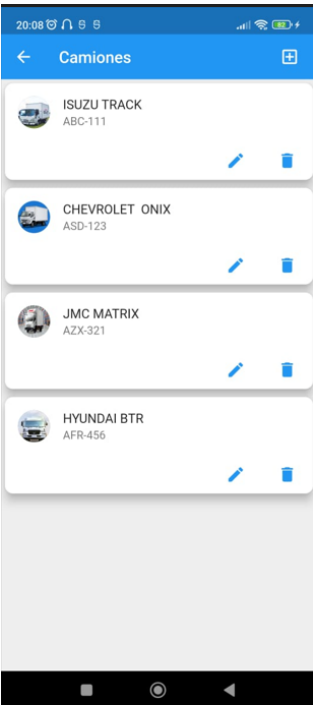 20:08
Camiones
ISUZU TRACK
ABC-111
CHEVROLET  ONIX
ASD-123
JMC MATRIX
AZX-321
HYUNDAI BTR
AFR-456